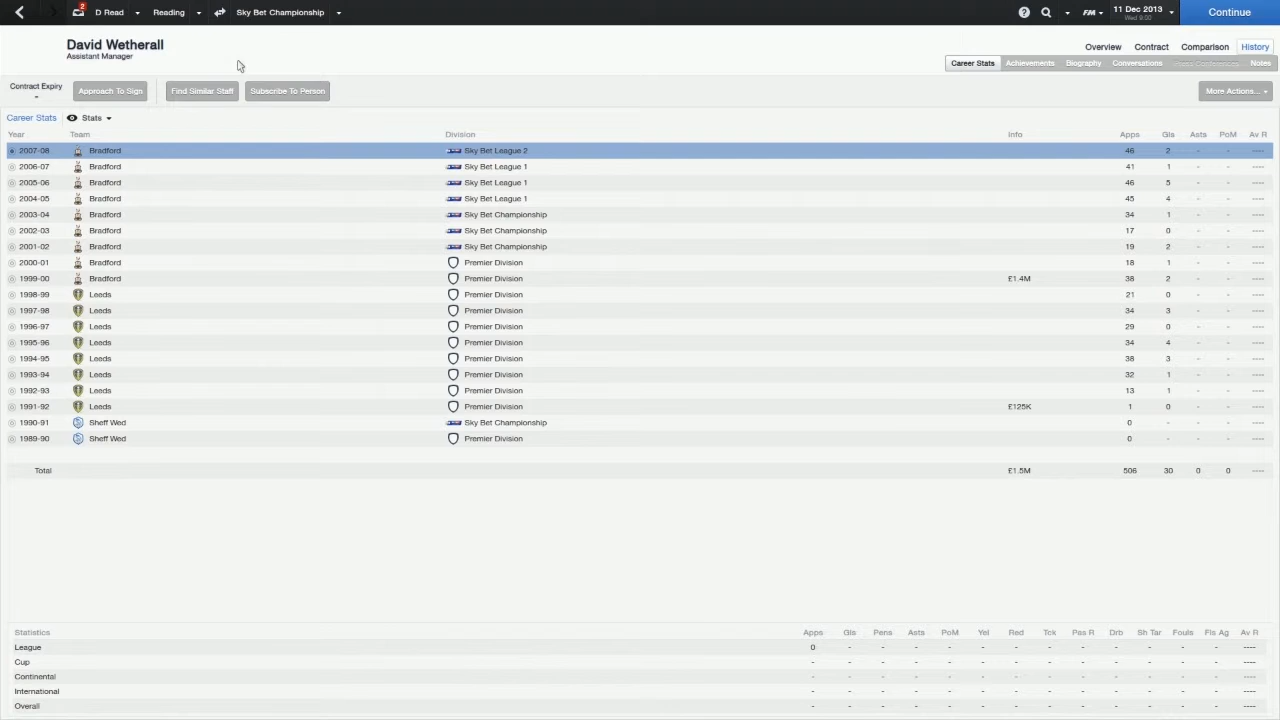 2 D Read Reading Sky Bet Championship FM 11 Dec 2013 Wed 9:00 Continue
David Wetherall
Assistant Manager
Overview Contract Comparison History
Career Stats Achievements Biography Conversations Press Conferences Notes
Contract Expiry - Approach To Sign Find Similar Staff Subscribe To Person More Actions...
Career Stats Stats
Year Team Division Info Apps Gls Asts PoM Av R
2007-08 Bradford Sky Bet League 2 46 2 - - ----
2006-07 Bradford Sky Bet League 1 41 1 - - ----
2005-06 Bradford Sky Bet League 1 46 5 - - ----
2004-05 Bradford Sky Bet League 1 45 4 - - ----
2003-04 Bradford Sky Bet Championship 34 1 - - ----
2002-03 Bradford Sky Bet Championship 17 0 - - ----
2001-02 Bradford Sky Bet Championship 19 2 - - ----
2000-01 Bradford Premier Division 18 1 - - ----
1999-00 Bradford Premier Division £1.4M 38 2 - - ----
1998-99 Leeds Premier Division 21 0 - - ----
1997-98 Leeds Premier Division 34 3 - - ----
1996-97 Leeds Premier Division 29 0 - - ----
1995-96 Leeds Premier Division 34 4 - - ----
1994-95 Leeds Premier Division 38 3 - - ----
1993-94 Leeds Premier Division 32 1 - - ----
1992-93 Leeds Premier Division 13 1 - - ----
1991-92 Leeds Premier Division £125K 1 0 - - ----
1990-91 Sheff Wed Sky Bet Championship 0 - - - ----
1989-90 Sheff Wed Premier Division 0 - - - ----
Total £1.5M 506 30 0 0 ----
Statistics Apps Gls Pens Asts PoM Yel Red Tck Pas R Drb Sh Tar Fouls Fls Ag Av R
League 0 - - - - - - - - - - - - ----
Cup - - - - - - - - - - - - - ----
Continental - - - - - - - - - - - - - ----
International - - - - - - - - - - - - - ----
Overall - - - - - - - - - - - - - ----